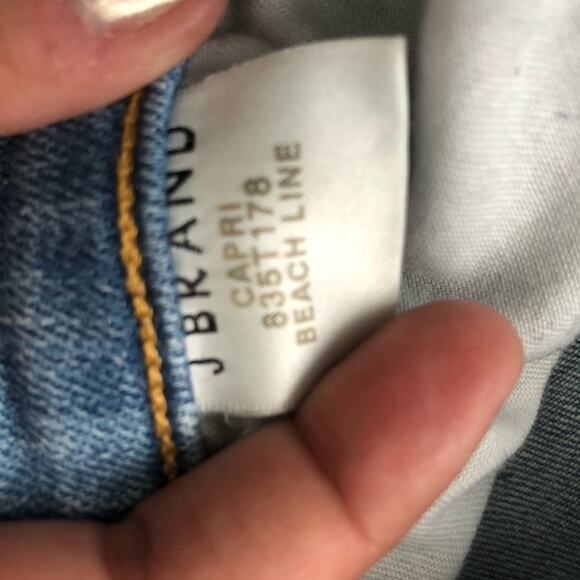 J BRAND
CAPRI
835T178
BEACH LINE